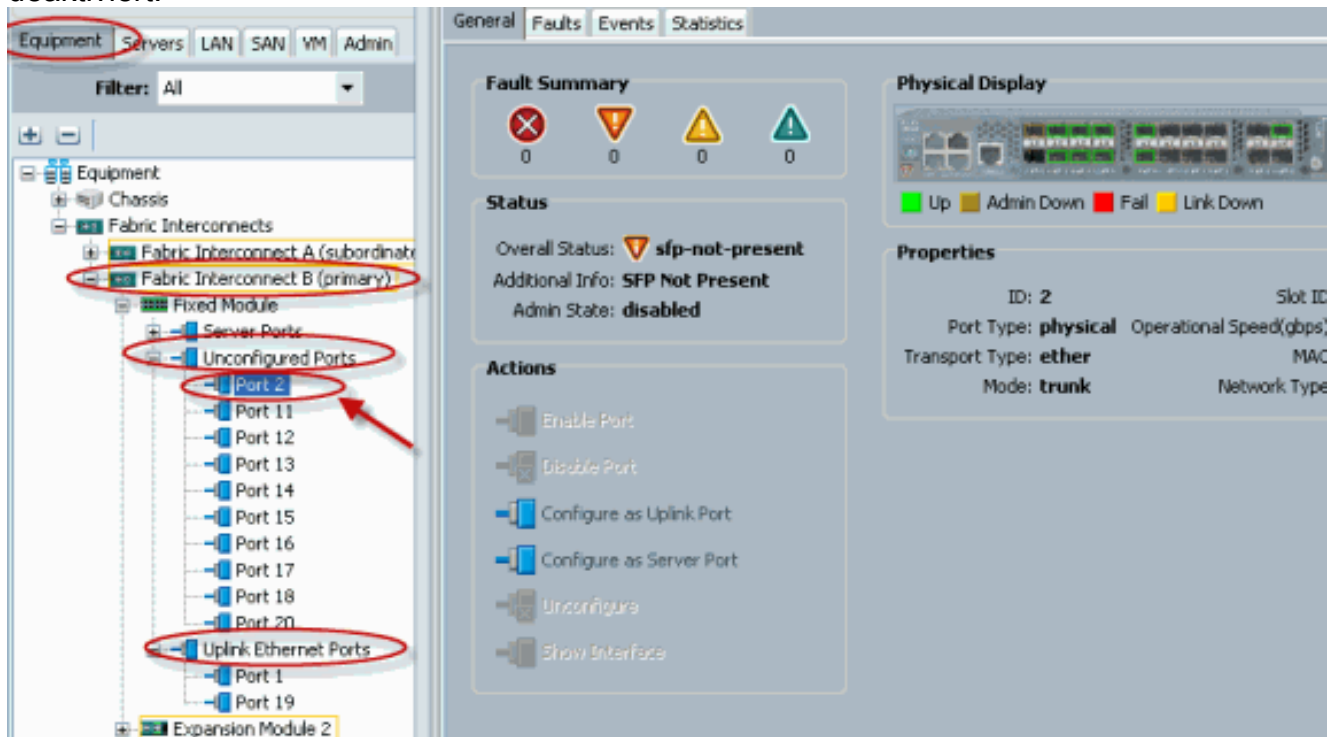 Equipment Servers LAN SAN VM Admin
Filter: All
Equipment
Chassis
Fabric Interconnects
Fabric Interconnect A (subordinate
Fabric Interconnect B (primary)
Fixed Module
Server Ports
Unconfigured Ports
Port 2
Port 11
Port 12
Port 13
Port 14
Port 15
Port 16
Port 17
Port 18
Port 20
Uplink Ethernet Ports
Port 1
Port 19
Expansion Module 2
General Faults Events Statistics
Fault Summary
0 0 0 0
Status
Overall Status: sfp-not-present
Additional Info: SFP Not Present
Admin State: disabled
Actions
Enable Port
Disable Port
Configure as Uplink Port
Configure as Server Port
Unconfigure
Show Interface
Physical Display
Up Admin Down Fail Link Down
Properties
ID: 2 Slot ID
Port Type: physical Operational Speed(gbps)
Transport Type: ether MAC
Mode: trunk Network Type